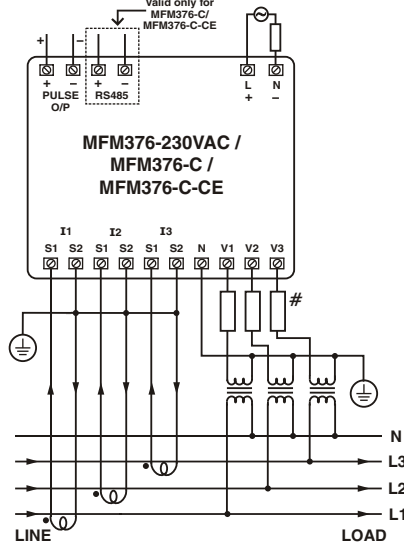 Valid only for
MFM376-C/
MFM376-C-CE
+ –
+ – + – L N
PULSE RS485 + –
O/P
MFM376-230VAC /
MFM376-C /
MFM376-C-CE
I1 I2 I3
S1 S2 S1 S2 S1 S2 N V1 V2 V3
#
N
L3
L2
L1
LINE LOAD